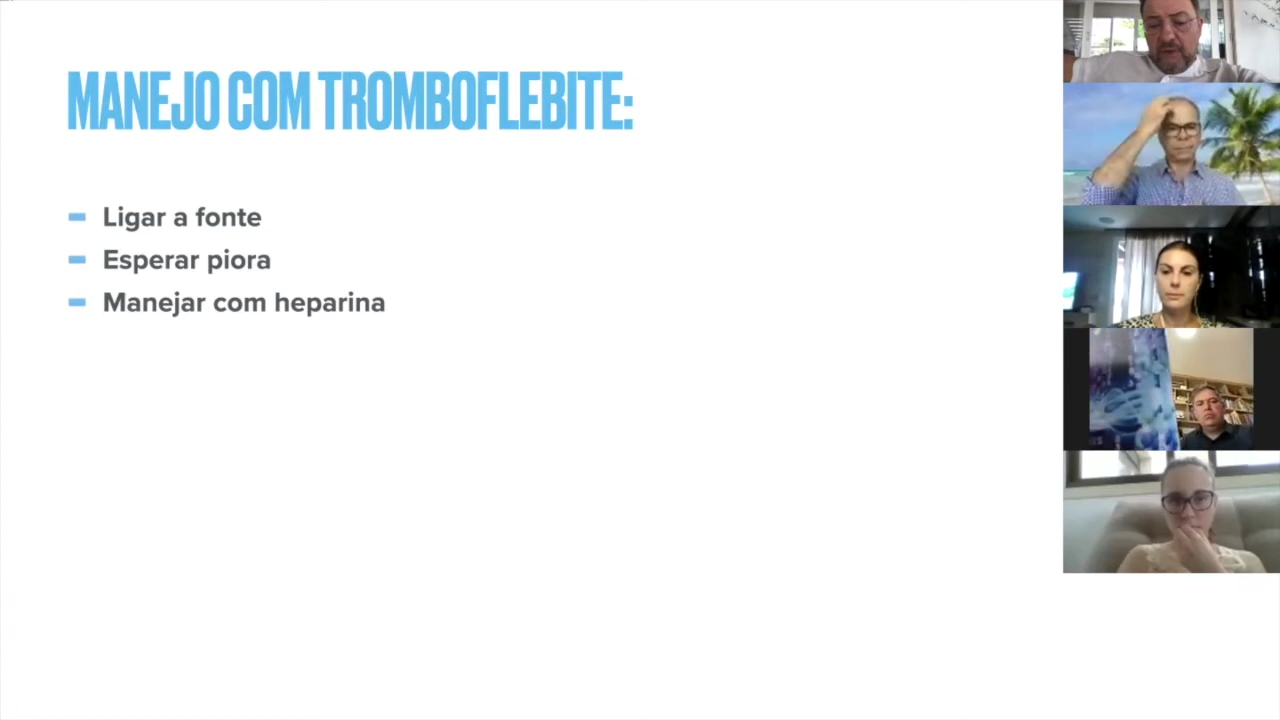 MANEJO COM TROMBOFLEBITE:
Ligar a fonte
Esperar piora
Manejar com heparina